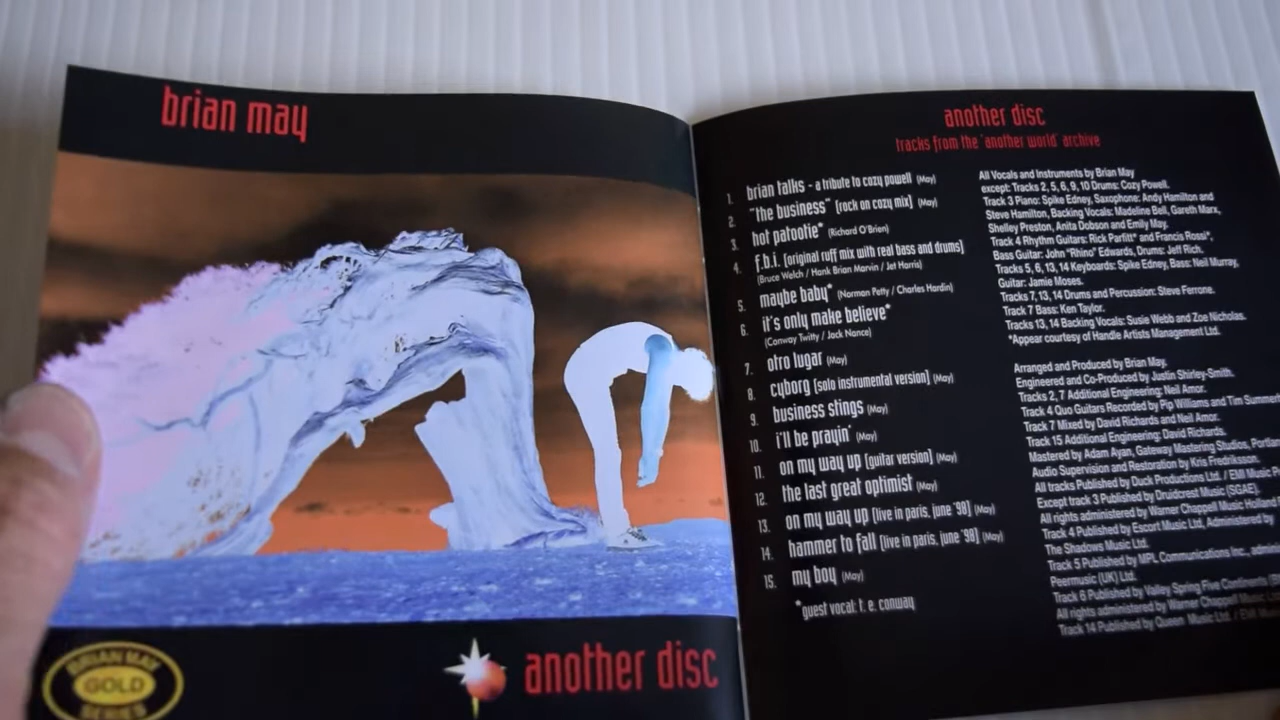 brian may
BRIAN MAY
GOLD
SERIES
another disc
another disc
tracks from the 'another world' archive
1. brian talks - a tribute to cozy powell (May)
2. "the business" [rock on cozy mix] (May)
3. hot patootie* (Richard O'Brien)
4. f.b.i. [original ruff mix with real bass and drums]
(Bruce Welch / Hank Brian Marvin / Jet Harris)
5. maybe baby* (Norman Petty / Charles Hardin)
6. it's only make believe*
(Conway Twitty / Jack Nance)
7. otro lugar (May)
8. cyborg [solo instrumental version] (May)
9. business stings (May)
10. i'll be prayin' (May)
11. on my way up [guitar version] (May)
12. the last great optimist (May)
13. on my way up [live in paris, june '98] (May)
14. hammer to fall [live in paris, june '98] (May)
15. my boy (May)
*guest vocal: t. e. conway
All Vocals and Instruments by Brian May
except: Tracks 2, 5, 6, 9, 10 Drums: Cozy Powell.
Track 3 Piano: Spike Edney, Saxophone: Andy Hamilton and
Steve Hamilton, Backing Vocals: Madeline Bell, Gareth Marx,
Shelley Preston, Anita Dobson and Emily May.
Track 4 Rhythm Guitars: Rick Parfitt* and Francis Rossi*,
Bass Guitar: John "Rhino" Edwards, Drums: Jeff Rich.
Tracks 5, 6, 13, 14 Keyboards: Spike Edney, Bass: Neil Murray,
Guitar: Jamie Moses.
Tracks 7, 13, 14 Drums and Percussion: Steve Ferrone.
Track 7 Bass: Ken Taylor.
Tracks 13, 14 Backing Vocals: Susie Webb and Zoe Nicholas.
*Appear courtesy of Handle Artists Management Ltd.
Arranged and Produced by Brian May.
Engineered and Co-Produced by Justin Shirley-Smith.
Tracks 2, 7 Additional Engineering: Neil Amor.
Track 4 Quo Guitars Recorded by Pip Williams and Tim
Track 7 Mixed by David Richards and Neil Amor.
Track 15 Additional Engineering: David Richards.
Mastered by Adam Ayan, Gateway Mastering Studios,
Audio Supervision and Restoration by Kris Fredriksson.
All tracks Published by Duck Productions Ltd. / EMI Music
Except track 3 Published by Druidcrest Music (SGAE).
All rights administered by Warner Chappell Music
Track 4 Published by Escort Music Ltd, Administered by
The Shadows Music Ltd.
Track 5 Published by MPL Communications Inc.,
Peermusic (UK) Ltd.
Track 6 Published by Valley Spring Five Continents
All rights administered by Warner Chappell Music
Track 14 Published by Queen Music Ltd. / EMI